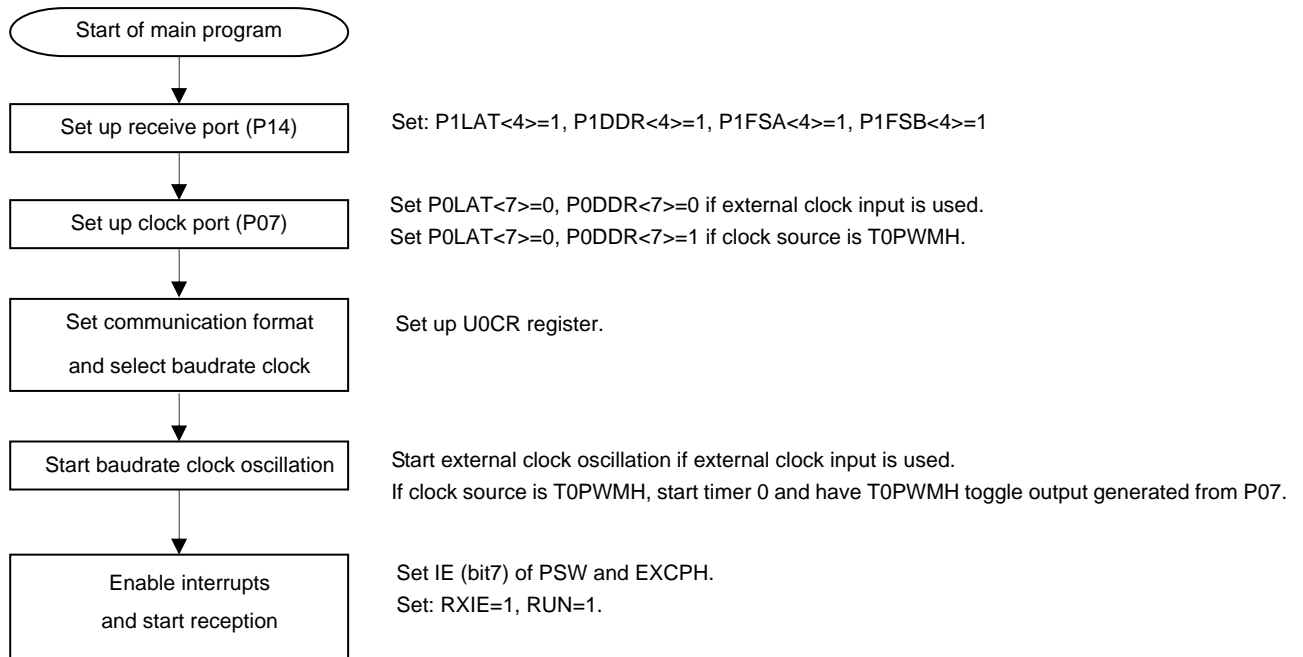 Start of main program
Set up receive port (P14)
Set: P1LAT<4>=1, P1DDR<4>=1, P1FSA<4>=1, P1FSB<4>=1
Set up clock port (P07)
Set P0LAT<7>=0, P0DDR<7>=0 if external clock input is used.
Set P0LAT<7>=0, P0DDR<7>=1 if clock source is T0PWMH.
Set communication format
and select baudrate clock
Set up U0CR register.
Start baudrate clock oscillation
Start external clock oscillation if external clock input is used.
If clock source is T0PWMH, start timer 0 and have T0PWMH toggle output generated from P07.
Enable interrupts
and start reception
Set IE (bit7) of PSW and EXCPH.
Set: RXIE=1, RUN=1.